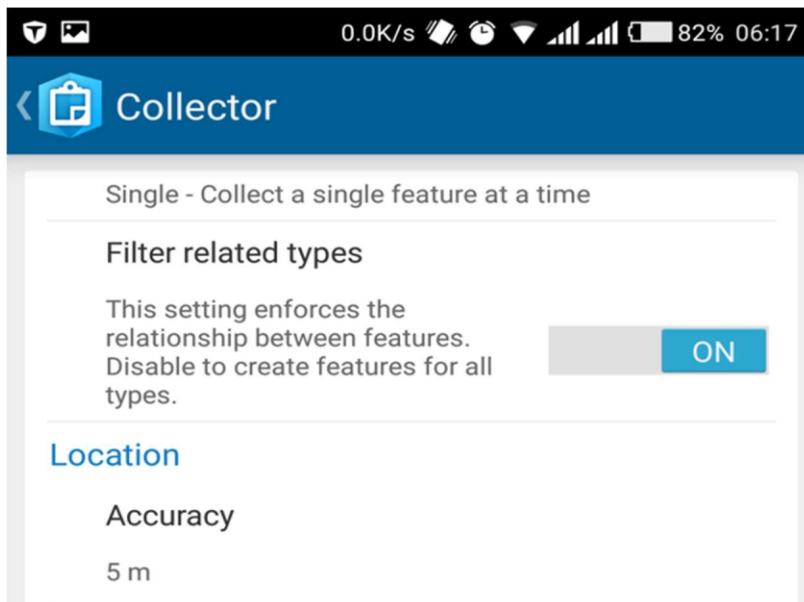 0.0K/s 82% 06:17
Collector
Single - Collect a single feature at a time
Filter related types
This setting enforces the
relationship between features.
Disable to create features for all
types.
ON
Location
Accuracy
5 m